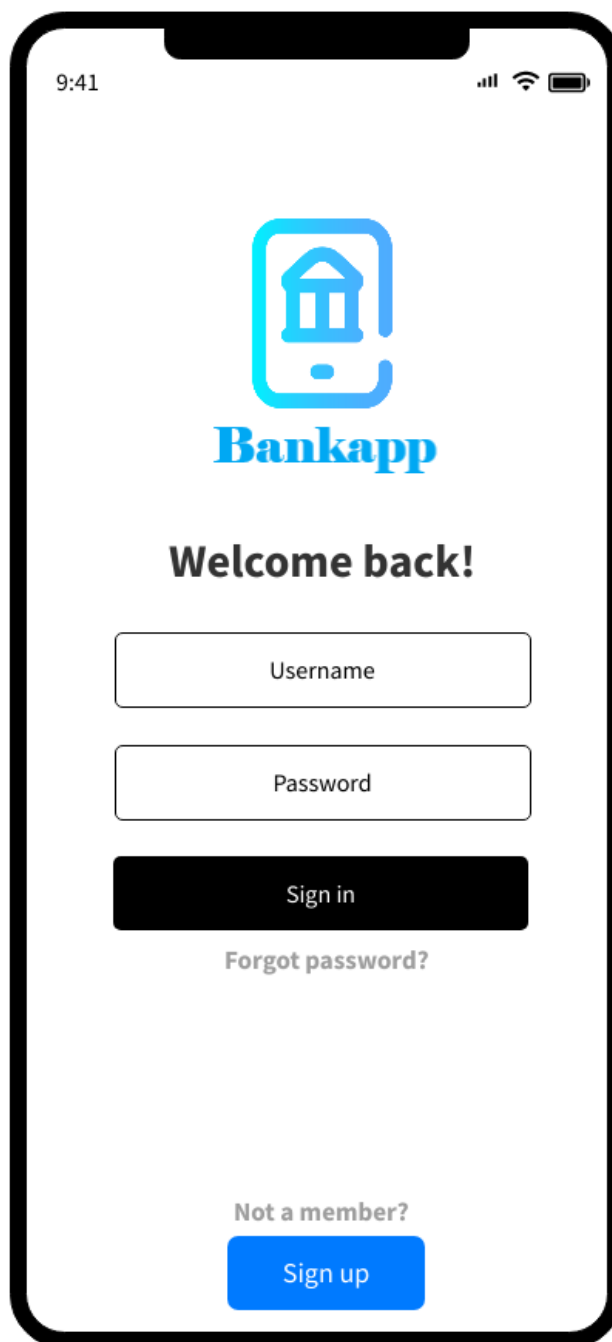 9:41
Bankapp
Welcome back!
Username
Password
Sign in
Forgot password?
Not a member?
Sign up